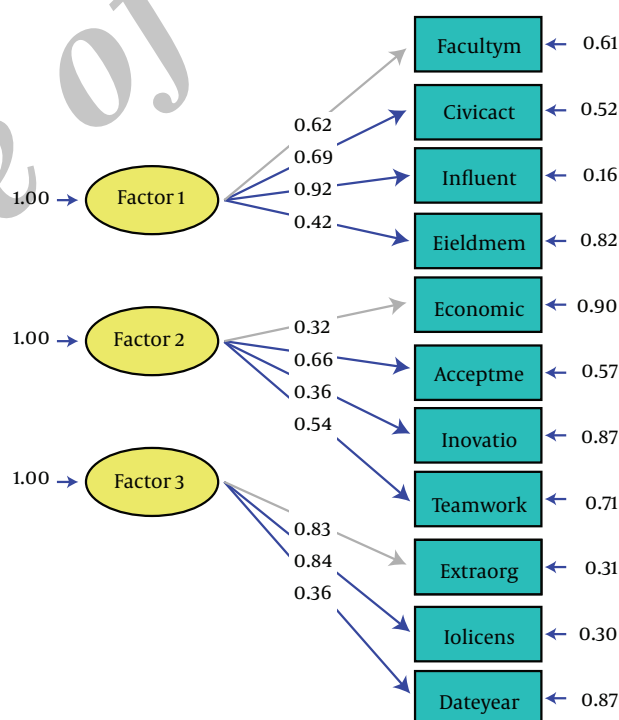 e of
Facultym 0.61
Civicact 0.52
0.62
0.69
Influent 0.16
0.92
1.00 Factor 1
0.42
Eieldmem 0.82
Economic 0.90
0.32
1.00 Factor 2
0.66
Acceptme 0.57
0.36
0.54
Inovatio 0.87
1.00 Factor 3
Teamwork 0.71
0.83
0.84
Extraorg 0.31
0.36
Iolicens 0.30
Dateyear 0.87